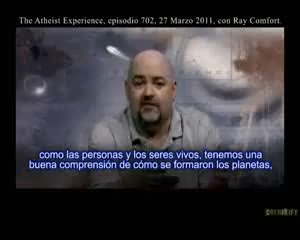 The Atheist Experience, episodio 702, 27 Marzo 2011, con Ray Comfort.
como las personas y los seres vivos, tenemos una
buena comprensión de cómo se formaron los planetas,